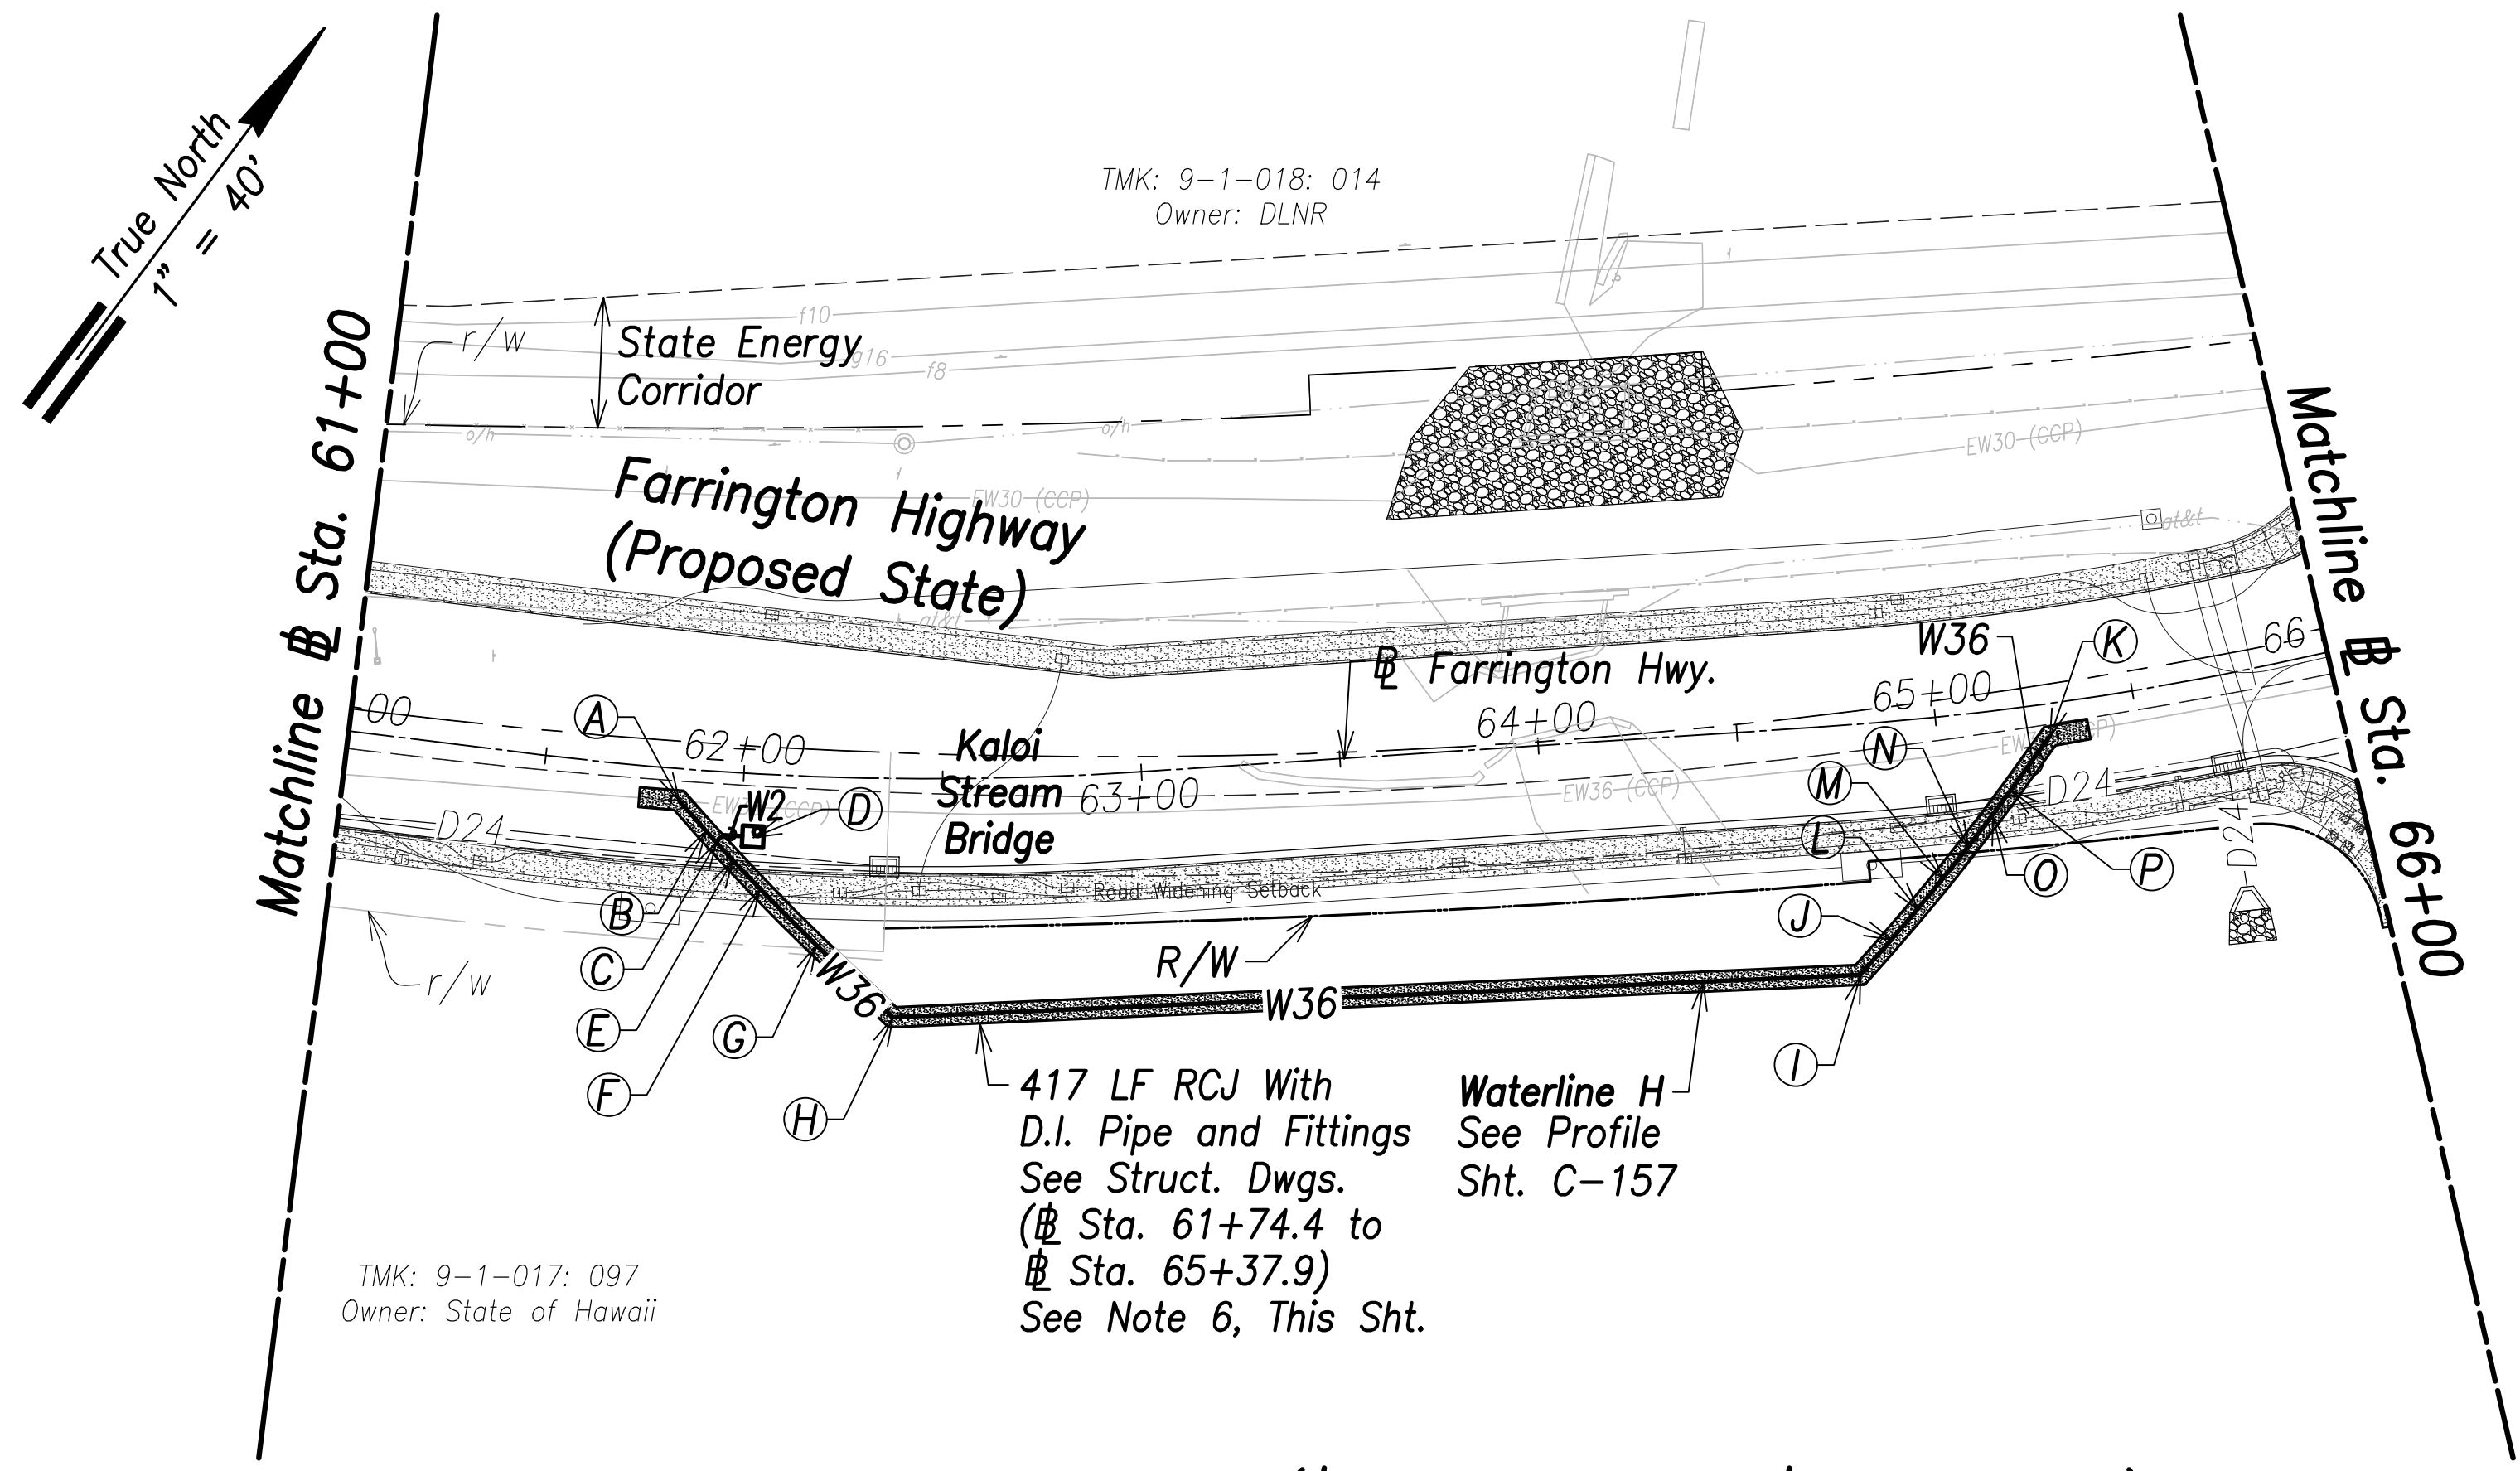 True North
1" = 40'
TMK: 9-1-018: 014
Owner: DLNR
Matchline ℄ Sta. 61+00
r/w
f10
State Energy
g16
f8
Corridor
o/h
o/h
EW30 (CCP)
Farrington Highway
EW30 (CCP)
(Proposed State)
at&t
at&t
Matchline Sta. 66+00
W36
K
Farrington Hwy.
66
65+00
64+00
00
A
62+00
Kaloi
Stream
Bridge
63+00
W2
D
EW36 (CCP)
N
M
L
D24
D24
D24
Road Widening Setback
B
C
E
F
G
H
J
O
P
I
r/w
R/W
W36
W36
417 LF RCJ With
D.I. Pipe and Fittings
See Struct. Dwgs.
( Sta. 61+74.4 to
Sta. 65+37.9)
See Note 6, This Sht.
Waterline H
See Profile
Sht. C-157
TMK: 9-1-017: 097
Owner: State of Hawaii